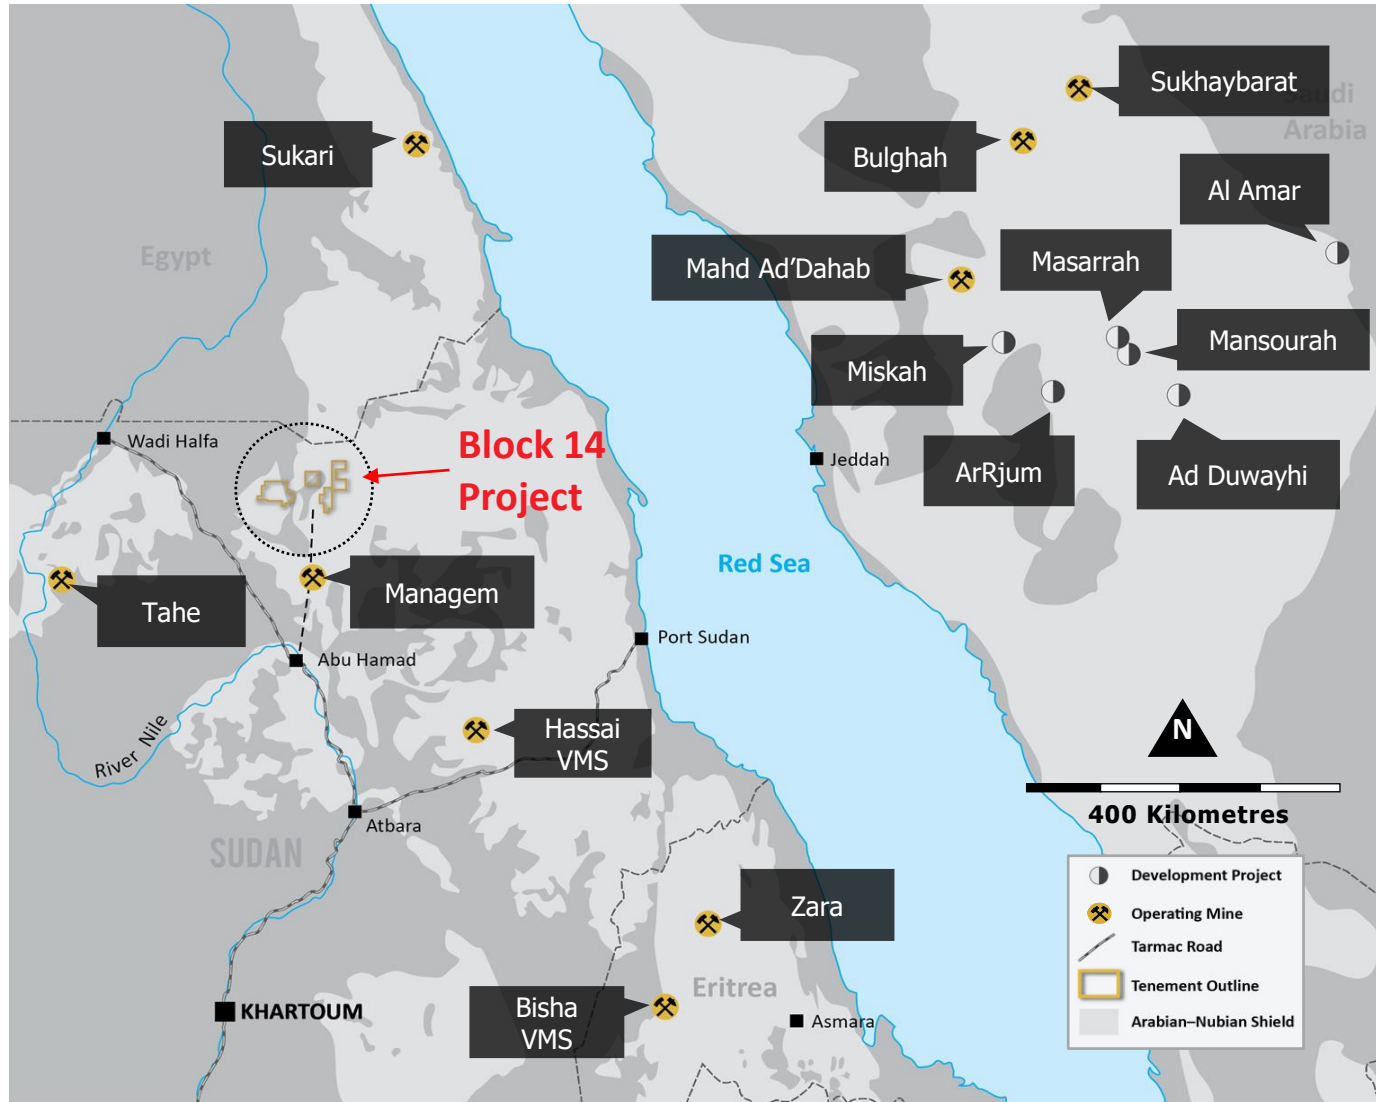 Sukhaybarat
Saudi
Arabia
Sukari
Bulghah
Al Amar
Egypt
Mahd Ad’Dahab
Masarrah
Mansourah
Miskah
Wadi Halfa
Block 14
Project
Jeddah
ArRjum
Ad Duwayhi
Red Sea
Tahe
Managem
Port Sudan
Abu Hamad
River Nile
Hassai
VMS
N
400 Kilometres
Atbara
SUDAN
Development Project
Operating Mine
Tarmac Road
Tenement Outline
Arabian–Nubian Shield
Zara
Eritrea
KHARTOUM
Bisha
VMS
Asmara